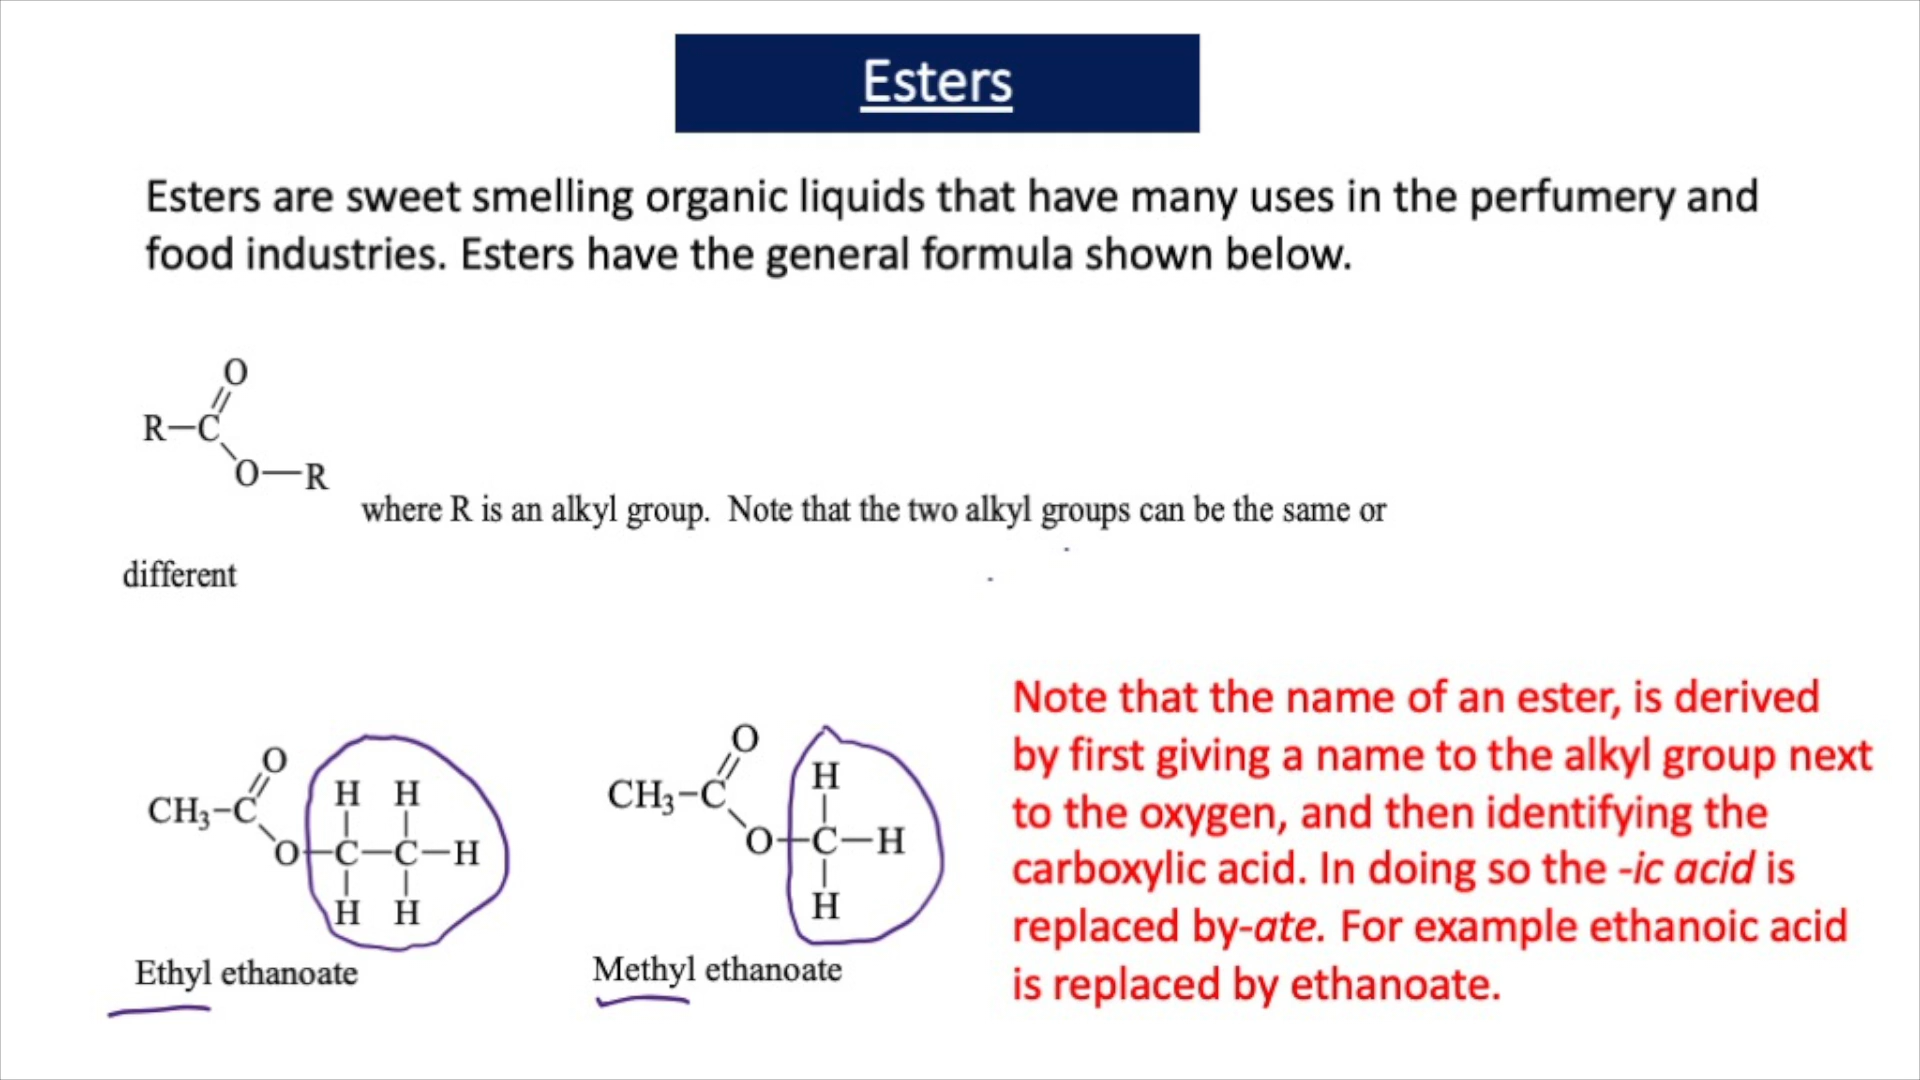 Esters
Esters are sweet smelling organic liquids that have many uses in the perfumery and
food industries. Esters have the general formula shown below.
O
R–C
O—R
where R is an alkyl group. Note that the two alkyl groups can be the same or
different
O
CH₃–C
H H
O–C–C–H
H H
Ethyl ethanoate
O
CH₃–C
H
O–C–H
H
Methyl ethanoate
Note that the name of an ester, is derived
by first giving a name to the alkyl group next
to the oxygen, and then identifying the
carboxylic acid. In doing so the -ic acid is
replaced by-ate. For example ethanoic acid
is replaced by ethanoate.